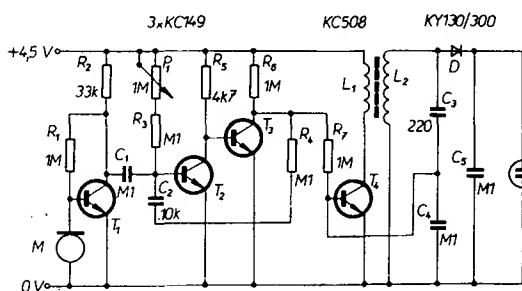 3xKC149 KC508 KY130/300
+4,5 V R₂ P₁ R₅ R₆ D
33k 1M 4k7 1M L₁ L₂ C₃
R₃ T₃ 220
R₁ M1 R₄ R₇ C₅
1M C₁ M1 1M M1
M1 C₂ T₂ T₄ C₄
T₁ 10k M1
M
0 V